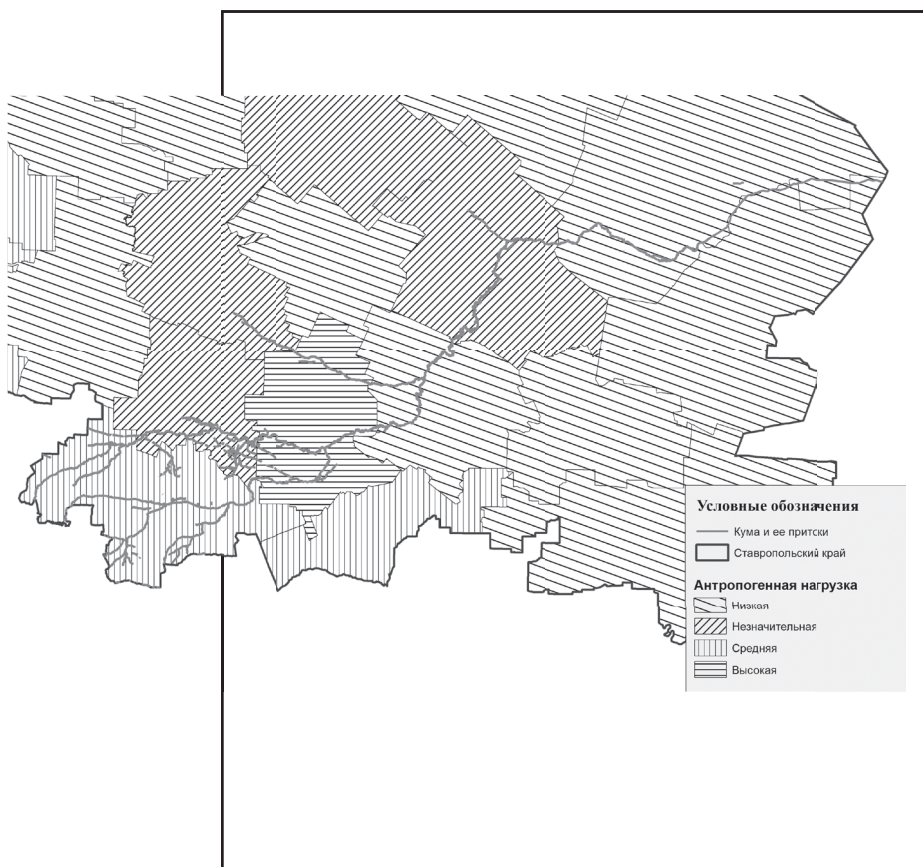 Условные обозначения
Кума и ее притски
Ставропольский край
Антропогенная нагрузка
Низкая
Незначительная
Средняя
Высокая